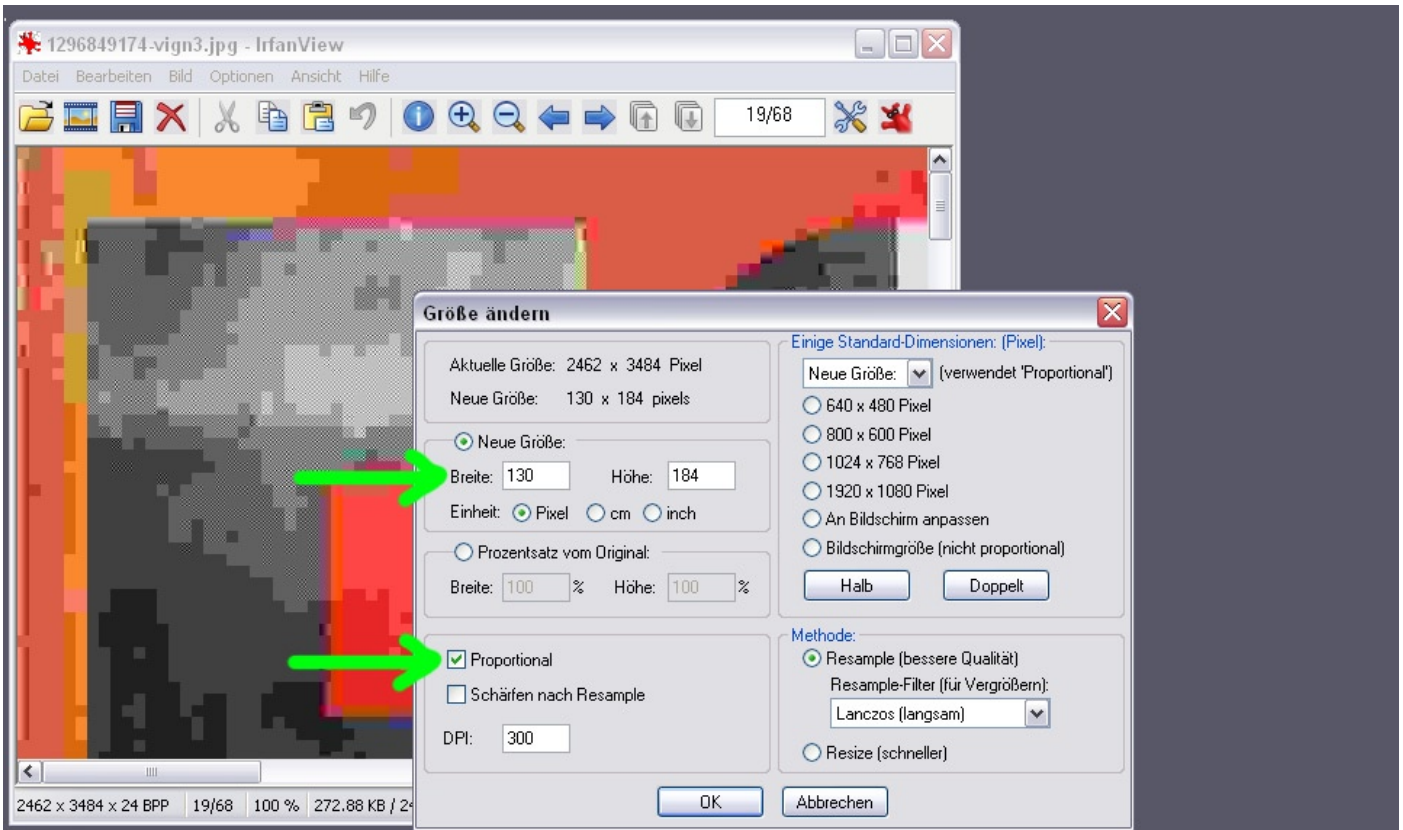 1296849174-vign3.jpg - IrfanView
Datei Bearbeiten Bild Optionen Ansicht Hilfe
19/68
Größe ändern
Aktuelle Größe: 2462 x 3484 Pixel
Neue Größe: 130 x 184 pixels
Neue Größe:
Breite: 130 Höhe: 184
Einheit: Pixel cm inch
Prozentsatz vom Original:
Breite: 100 % Höhe: 100 %
Proportional
Schärfen nach Resample
DPI: 300
Einige Standard-Dimensionen: (Pixel):
Neue Größe: (verwendet 'Proportional')
640 x 480 Pixel
800 x 600 Pixel
1024 x 768 Pixel
1920 x 1080 Pixel
An Bildschirm anpassen
Bildschirmgröße (nicht proportional)
Halb Doppelt
Methode:
Resample (bessere Qualität)
Resample-Filter (für Vergrößern):
Lanczos (langsam)
Resize (schneller)
OK Abbrechen
2462 x 3484 x 24 BPP 19/68 100 % 272.88 KB / 24